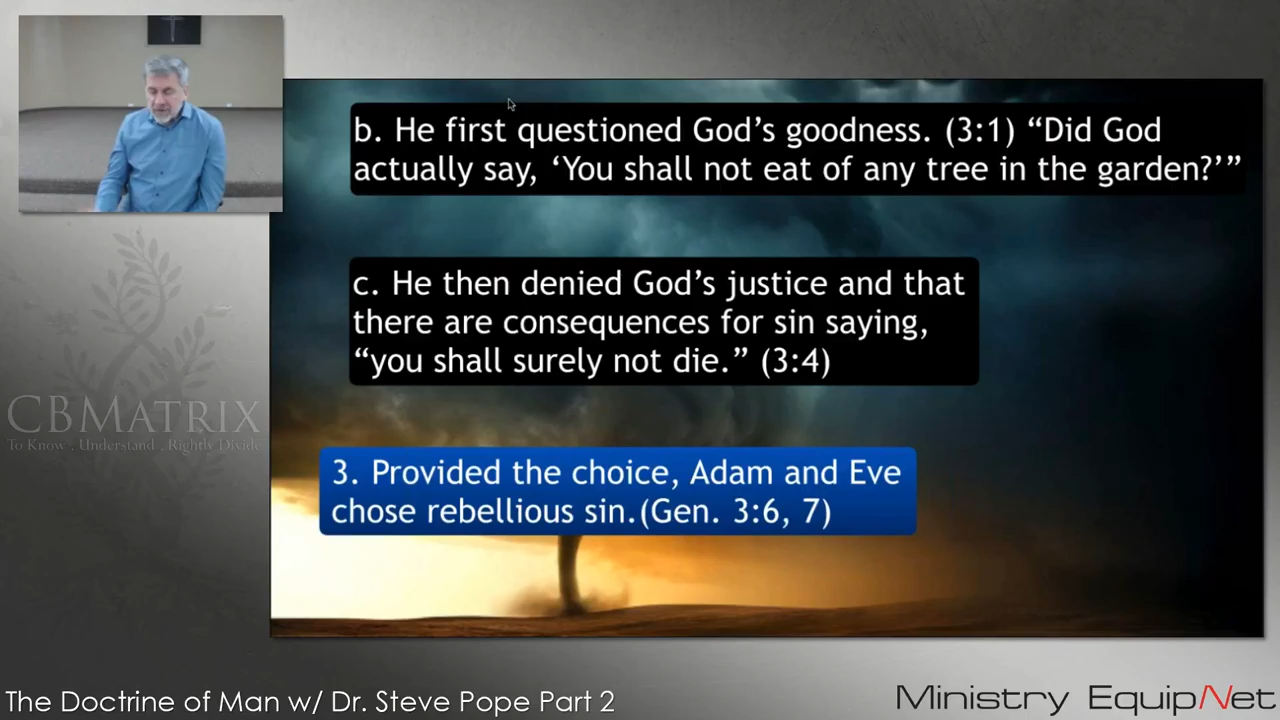 b. He first questioned God’s goodness. (3:1) “Did God
actually say, ‘You shall not eat of any tree in the garden?’”
c. He then denied God’s justice and that
there are consequences for sin saying,
“you shall surely not die.” (3:4)
3. Provided the choice, Adam and Eve
chose rebellious sin.(Gen. 3:6, 7)
CBMATRIX
To Know . Understand . Rightly Divide
The Doctrine of Man w/ Dr. Steve Pope Part 2
Ministry EquipNet